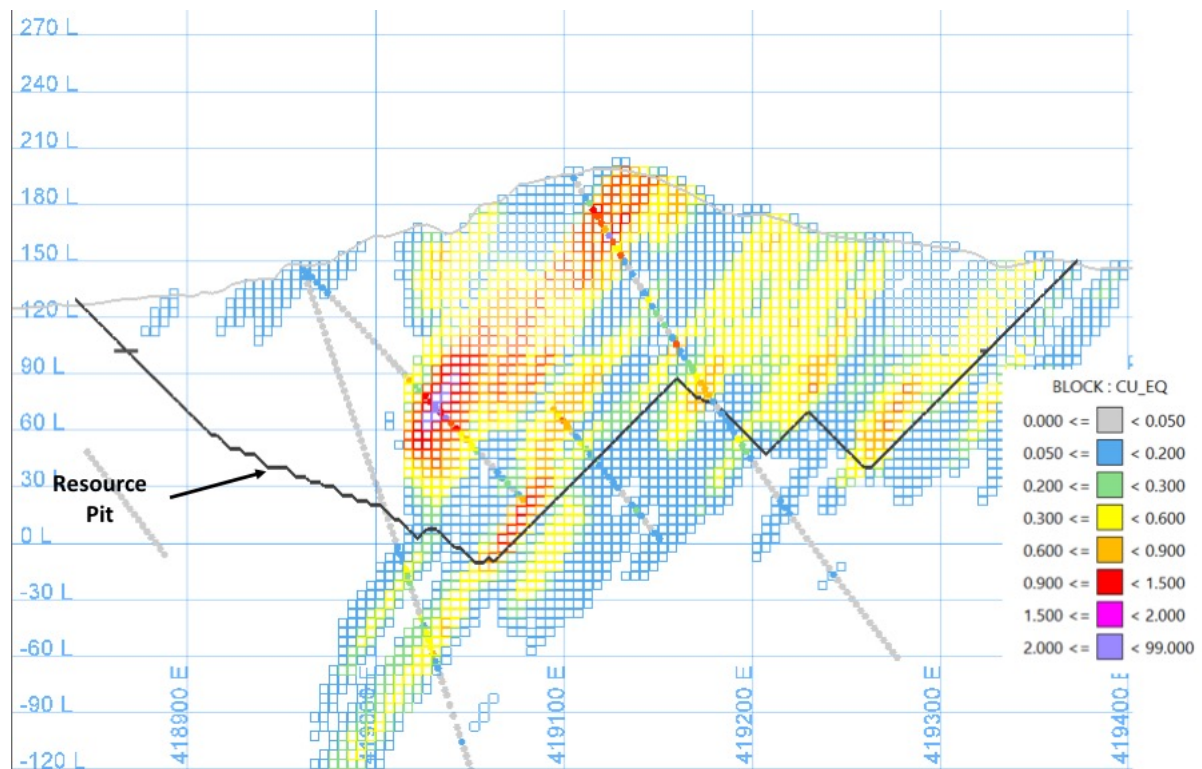 270 L
240 L
210 L
180 L
150 L
120 L
90 L
60 L
30 L
0 L
-30 L
-60 L
-90 L
-120 L
Resource
Pit
418900 E
419000 E
419100 E
419200 E
419300 E
419400 E
BLOCK : CU_EQ
0.000 <= < 0.050
0.050 <= < 0.200
0.200 <= < 0.300
0.300 <= < 0.600
0.600 <= < 0.900
0.900 <= < 1.500
1.500 <= < 2.000
2.000 <= < 99.000